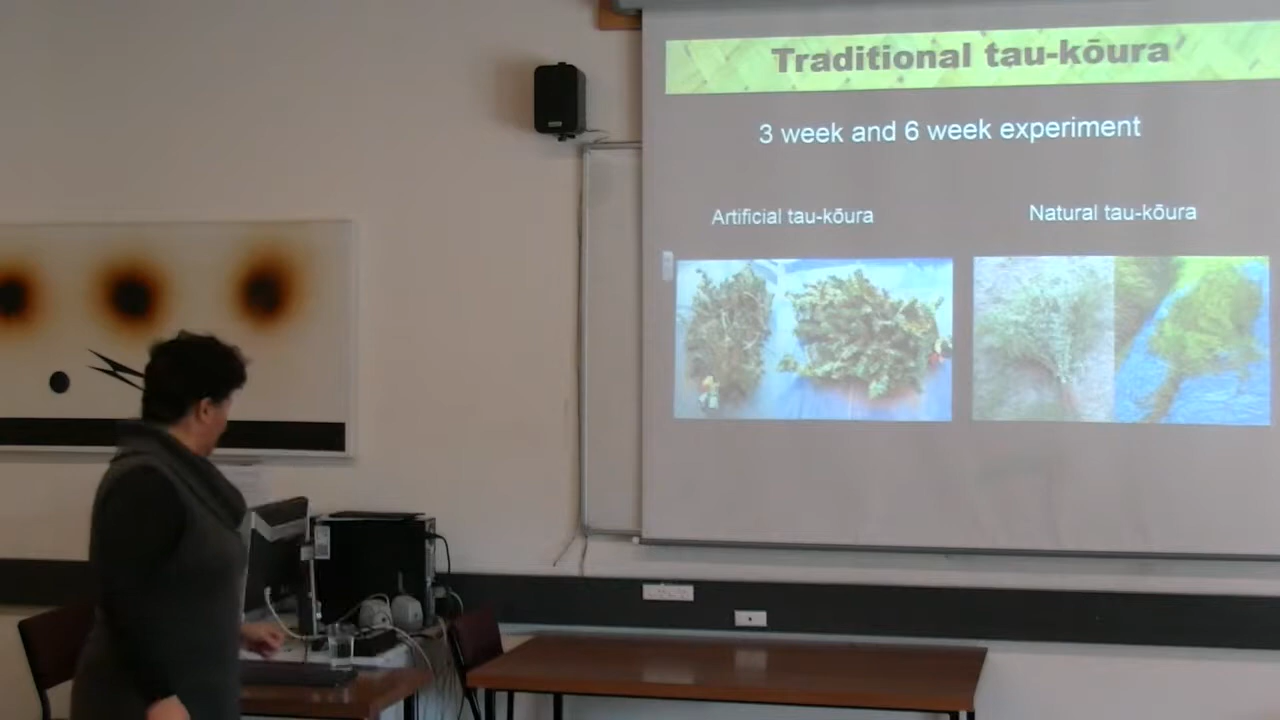 Traditional tau-kōura
3 week and 6 week experiment
Artificial tau-kōura
Natural tau-kōura